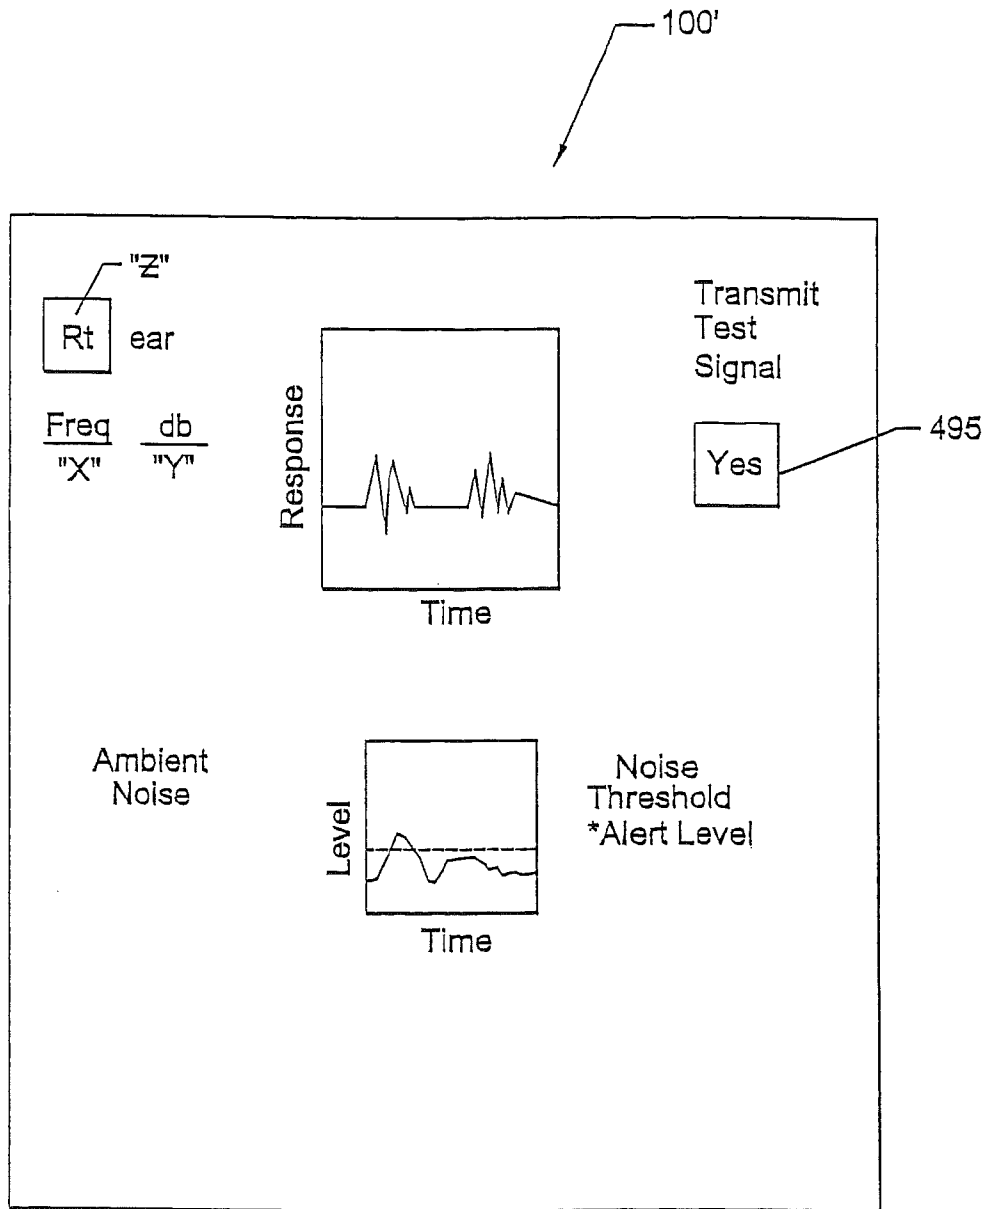 100'
"Z"
Rt ear
Freq db
"X" "Y"
Response
Time
Transmit
Test
Signal
Yes
495
Ambient
Noise
Level
Time
Noise
Threshold
*Alert Level